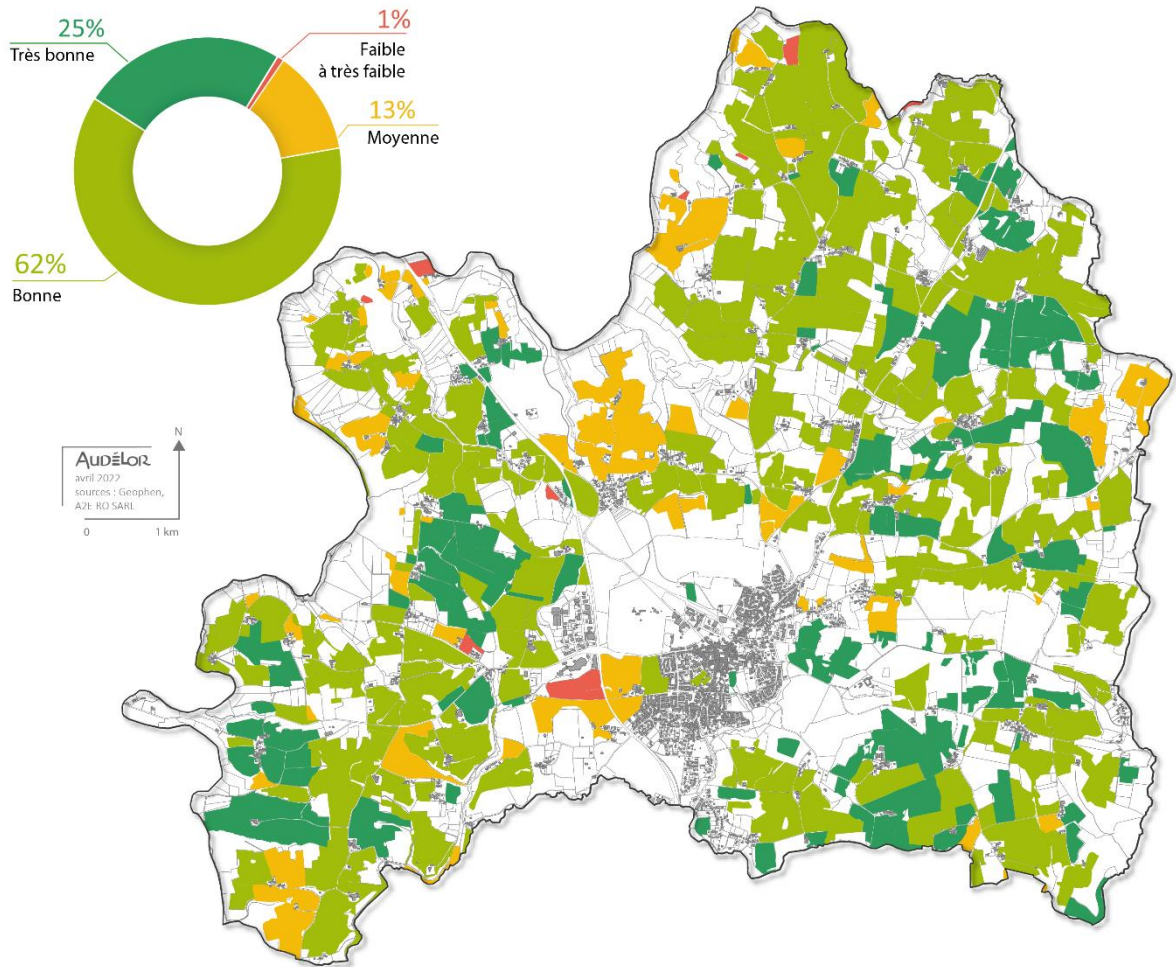 25%
Très bonne
1%
Faible
à très faible
13%
Moyenne
62%
Bonne
AUDÉLOR
avril 2022
sources : Geophen,
A2E RO SARL
N
0 1 km